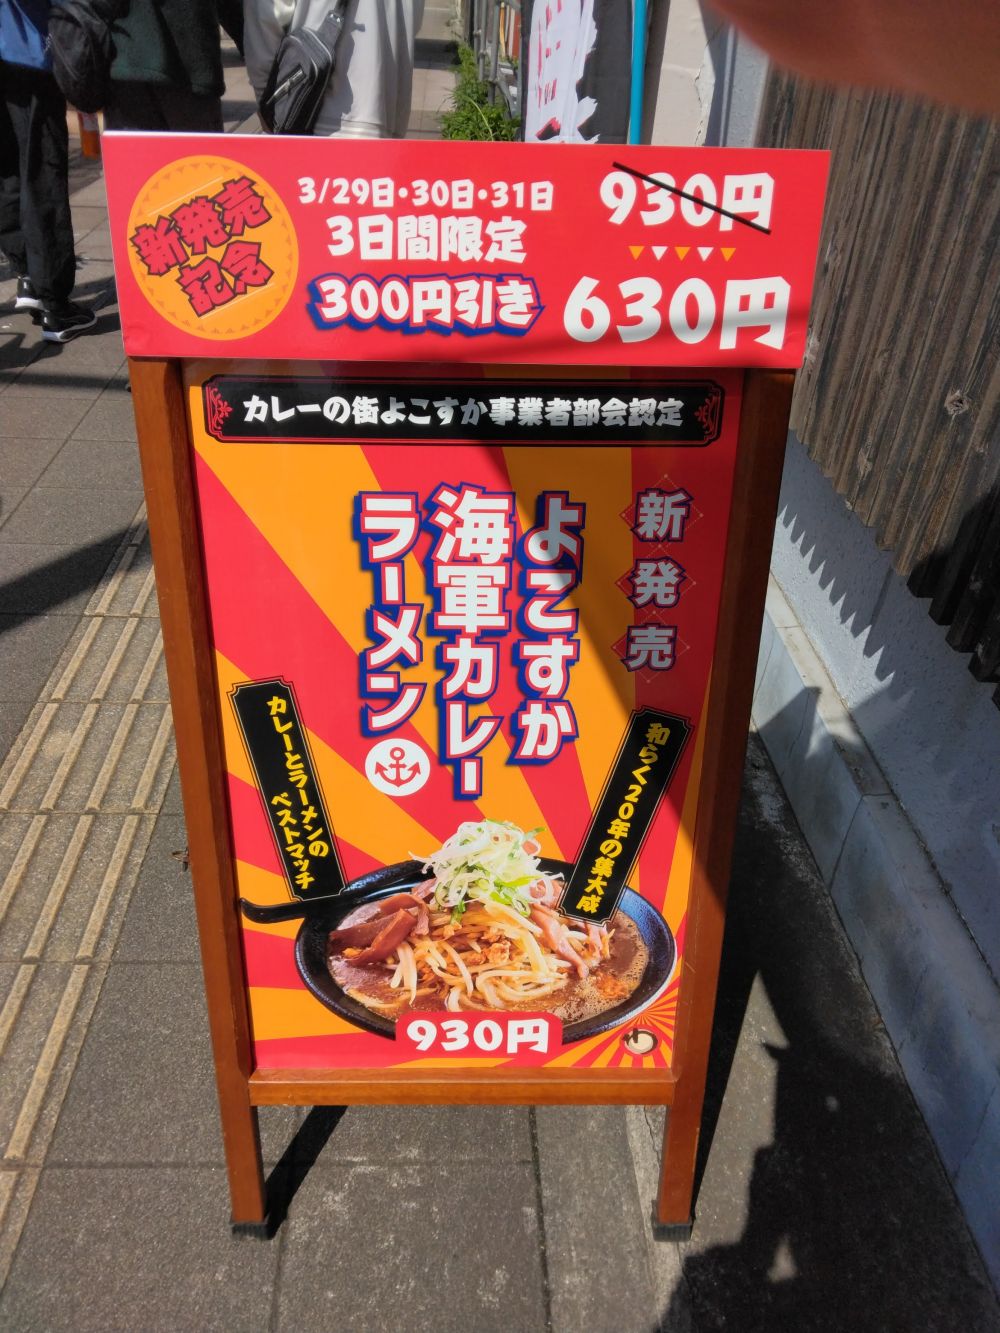 新発売
記念
3/29日・30日・31日
3日間限定
300円引き
930円
630円
カレーの街よこすか事業者部会認定
新発売
よこすか
海軍カレー
ラーメン
和らく20年の集大成
カレーとラーメンの
ベストマッチ
930円
わ